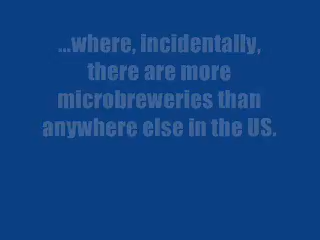 ...where, incidentally,
there are more
microbreweries than
anywhere else in the US.